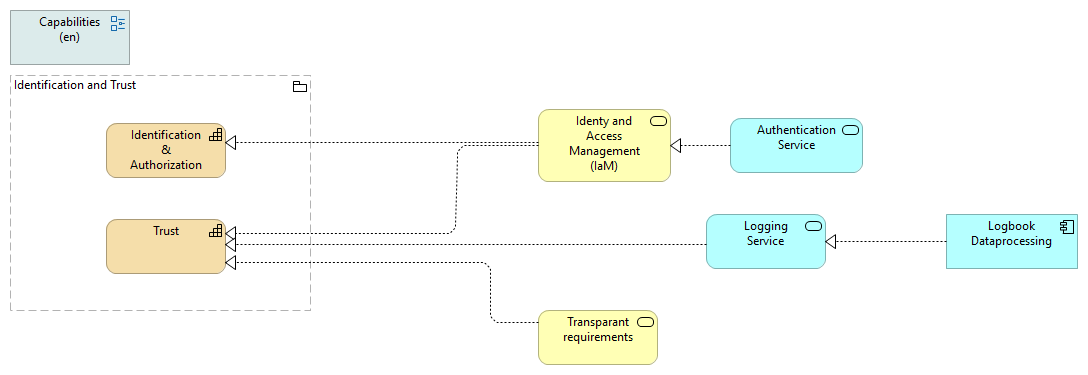 Capabilities
(en)
Identification and Trust
Identification
&
Authorization
Identy and
Access
Management
(IaM)
Authentication
Service
Trust
Logging
Service
Logbook
Dataprocessing
Transparant
requirements